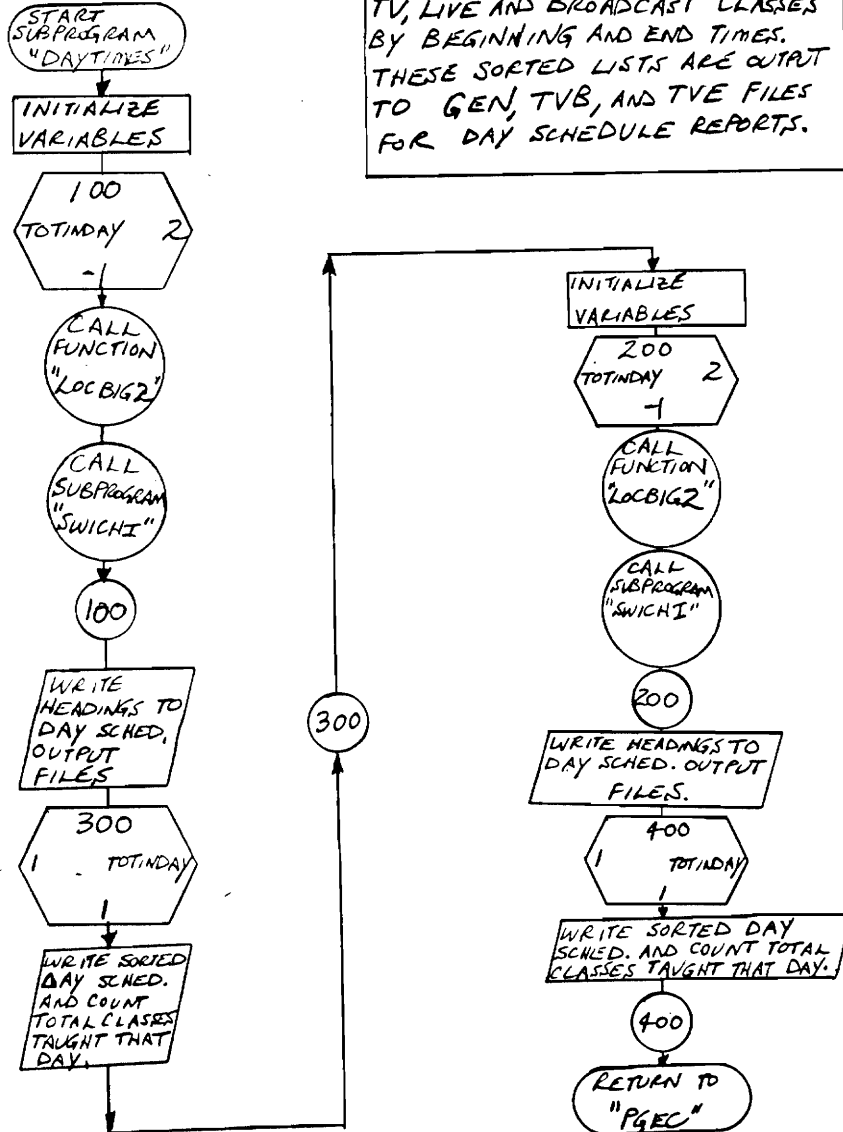 START
SUBPROGRAM
"DAYTIMES"
INITIALIZE
VARIABLES
100
TOTINDAY 2
-1
CALL
FUNCTION
"LOCBIG2"
CALL
SUBPROGRAM
"SWICHI"
100
WRITE
HEADINGS TO
DAY SCHED.
OUTPUT
FILES
300
1 TOTINDAY
1
WRITE SORTED
DAY SCHED.
AND COUNT
TOTAL CLASSES
TAUGHT THAT
DAY.
300
TV, LIVE AND BROADCAST CLASSES
BY BEGINNING AND END TIMES.
THESE SORTED LISTS ARE OUTPUT
TO GEN, TVB, AND TVE FILES
FOR DAY SCHEDULE REPORTS.
INITIALIZE
VARIABLES
200
TOTINDAY 2
-1
CALL
FUNCTION
"LOCBIG2"
CALL
SUBPROGRAM
"SWICHI"
200
WRITE HEADINGS TO
DAY SCHED. OUTPUT
FILES.
400
1 TOTINDAY
1
WRITE SORTED DAY
SCHED. AND COUNT TOTAL
CLASSES TAUGHT THAT DAY.
400
RETURN TO
"PGEC"